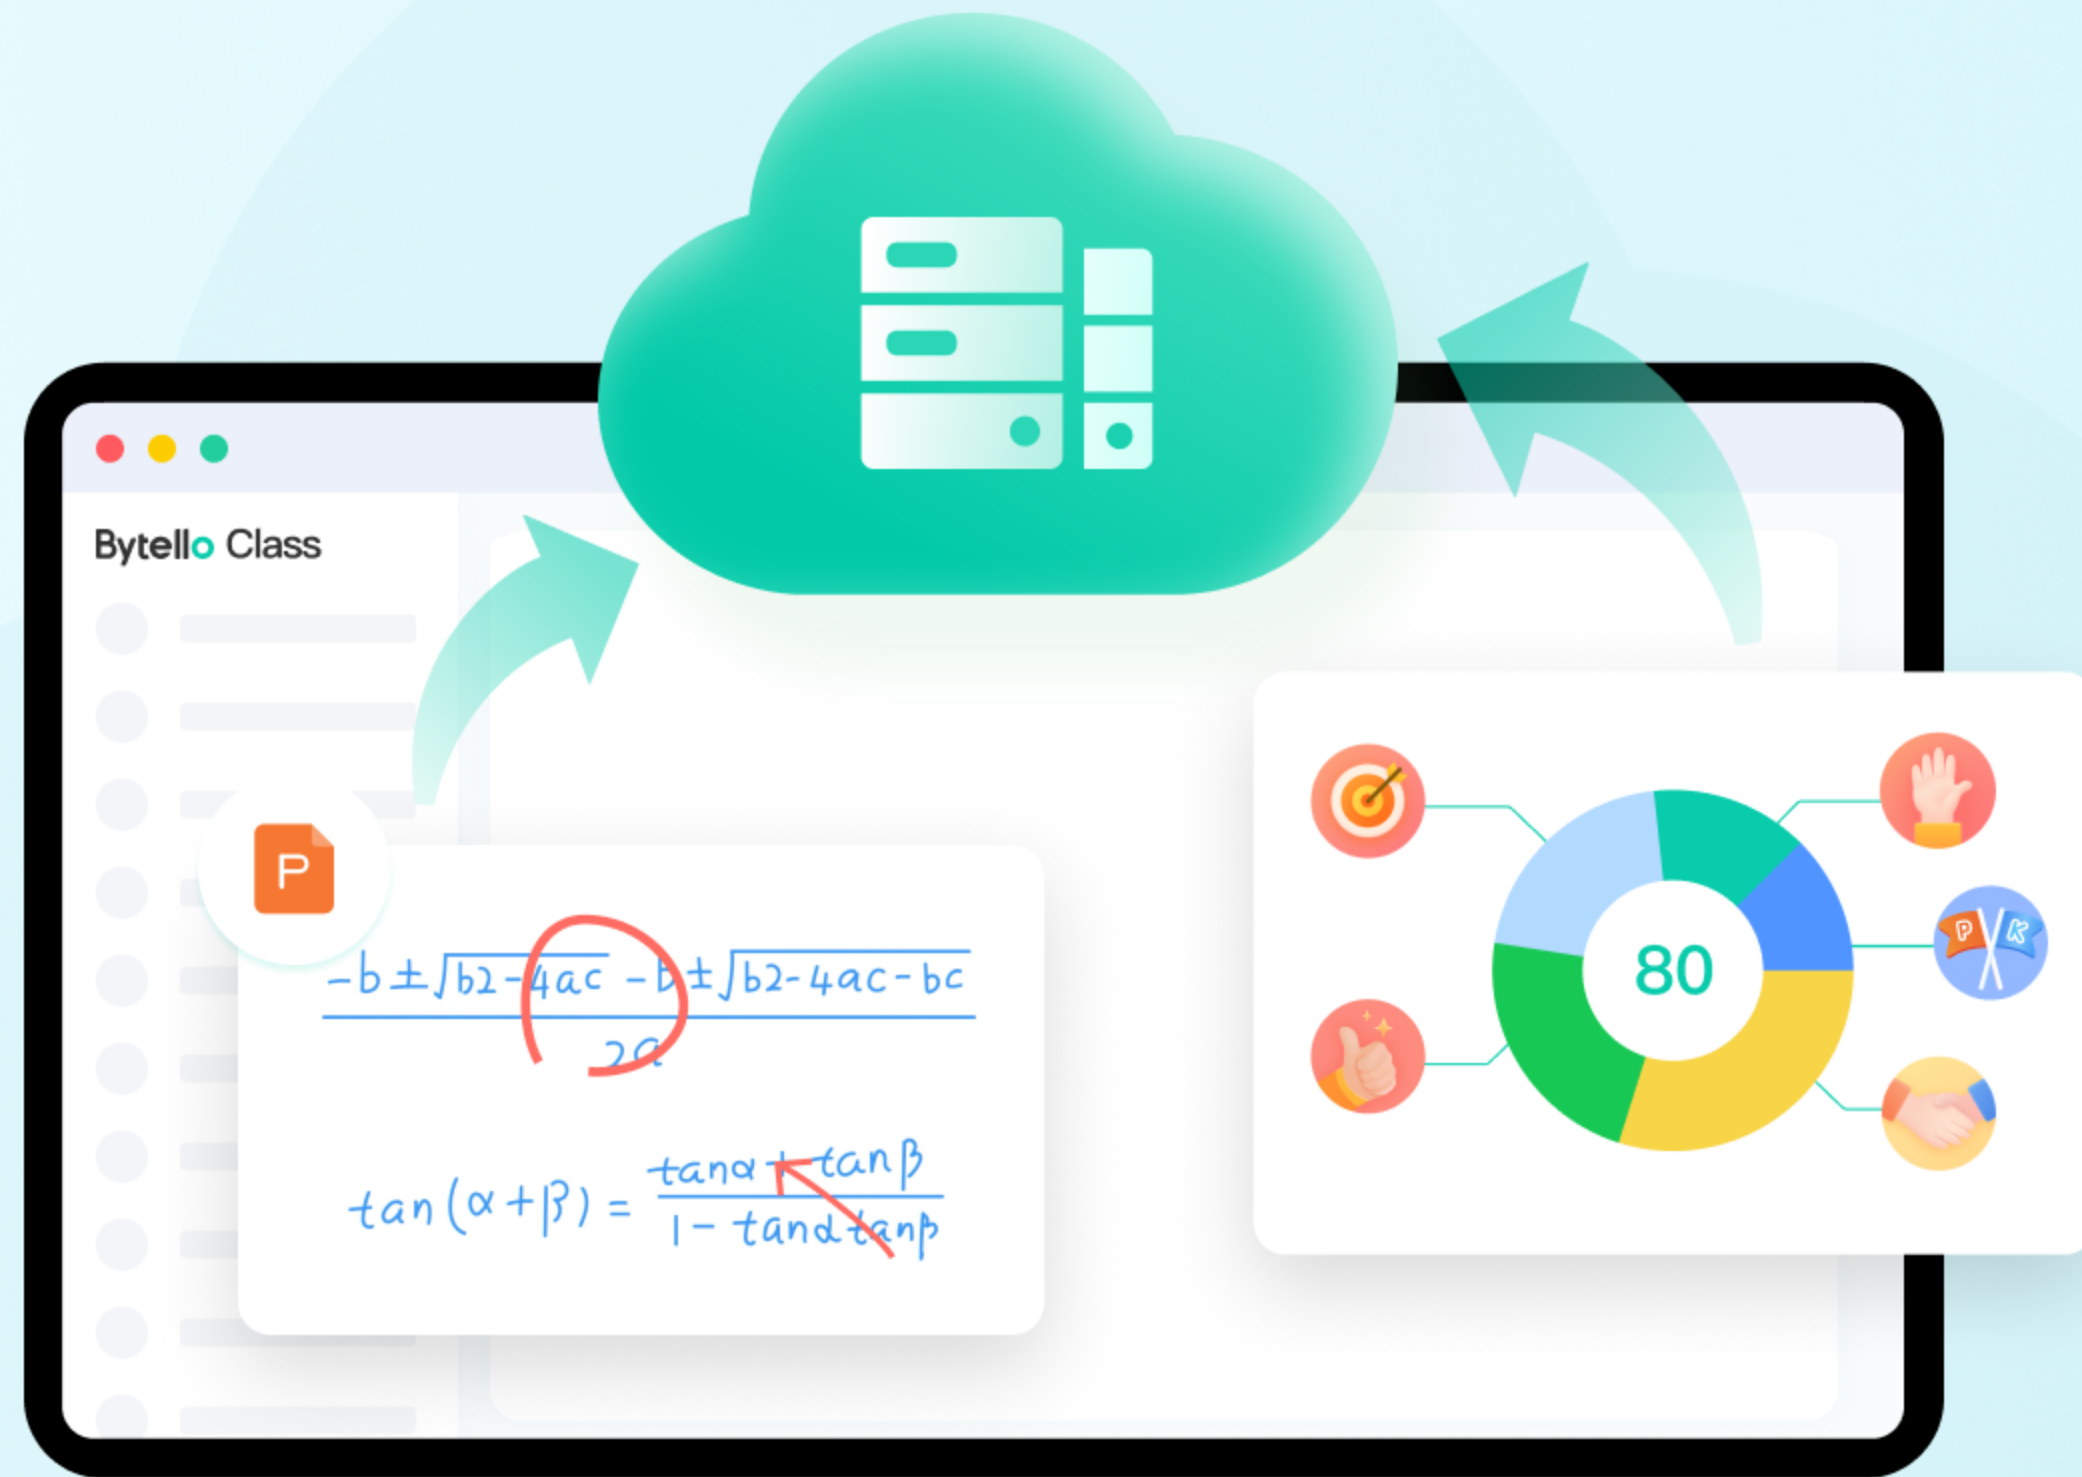 Bytello Class
P
-b±√b2-4ac -b±√b2-4ac-bc
2a
tan(α+β)= tanα+tanβ
1-tanαtanβ
80
P K